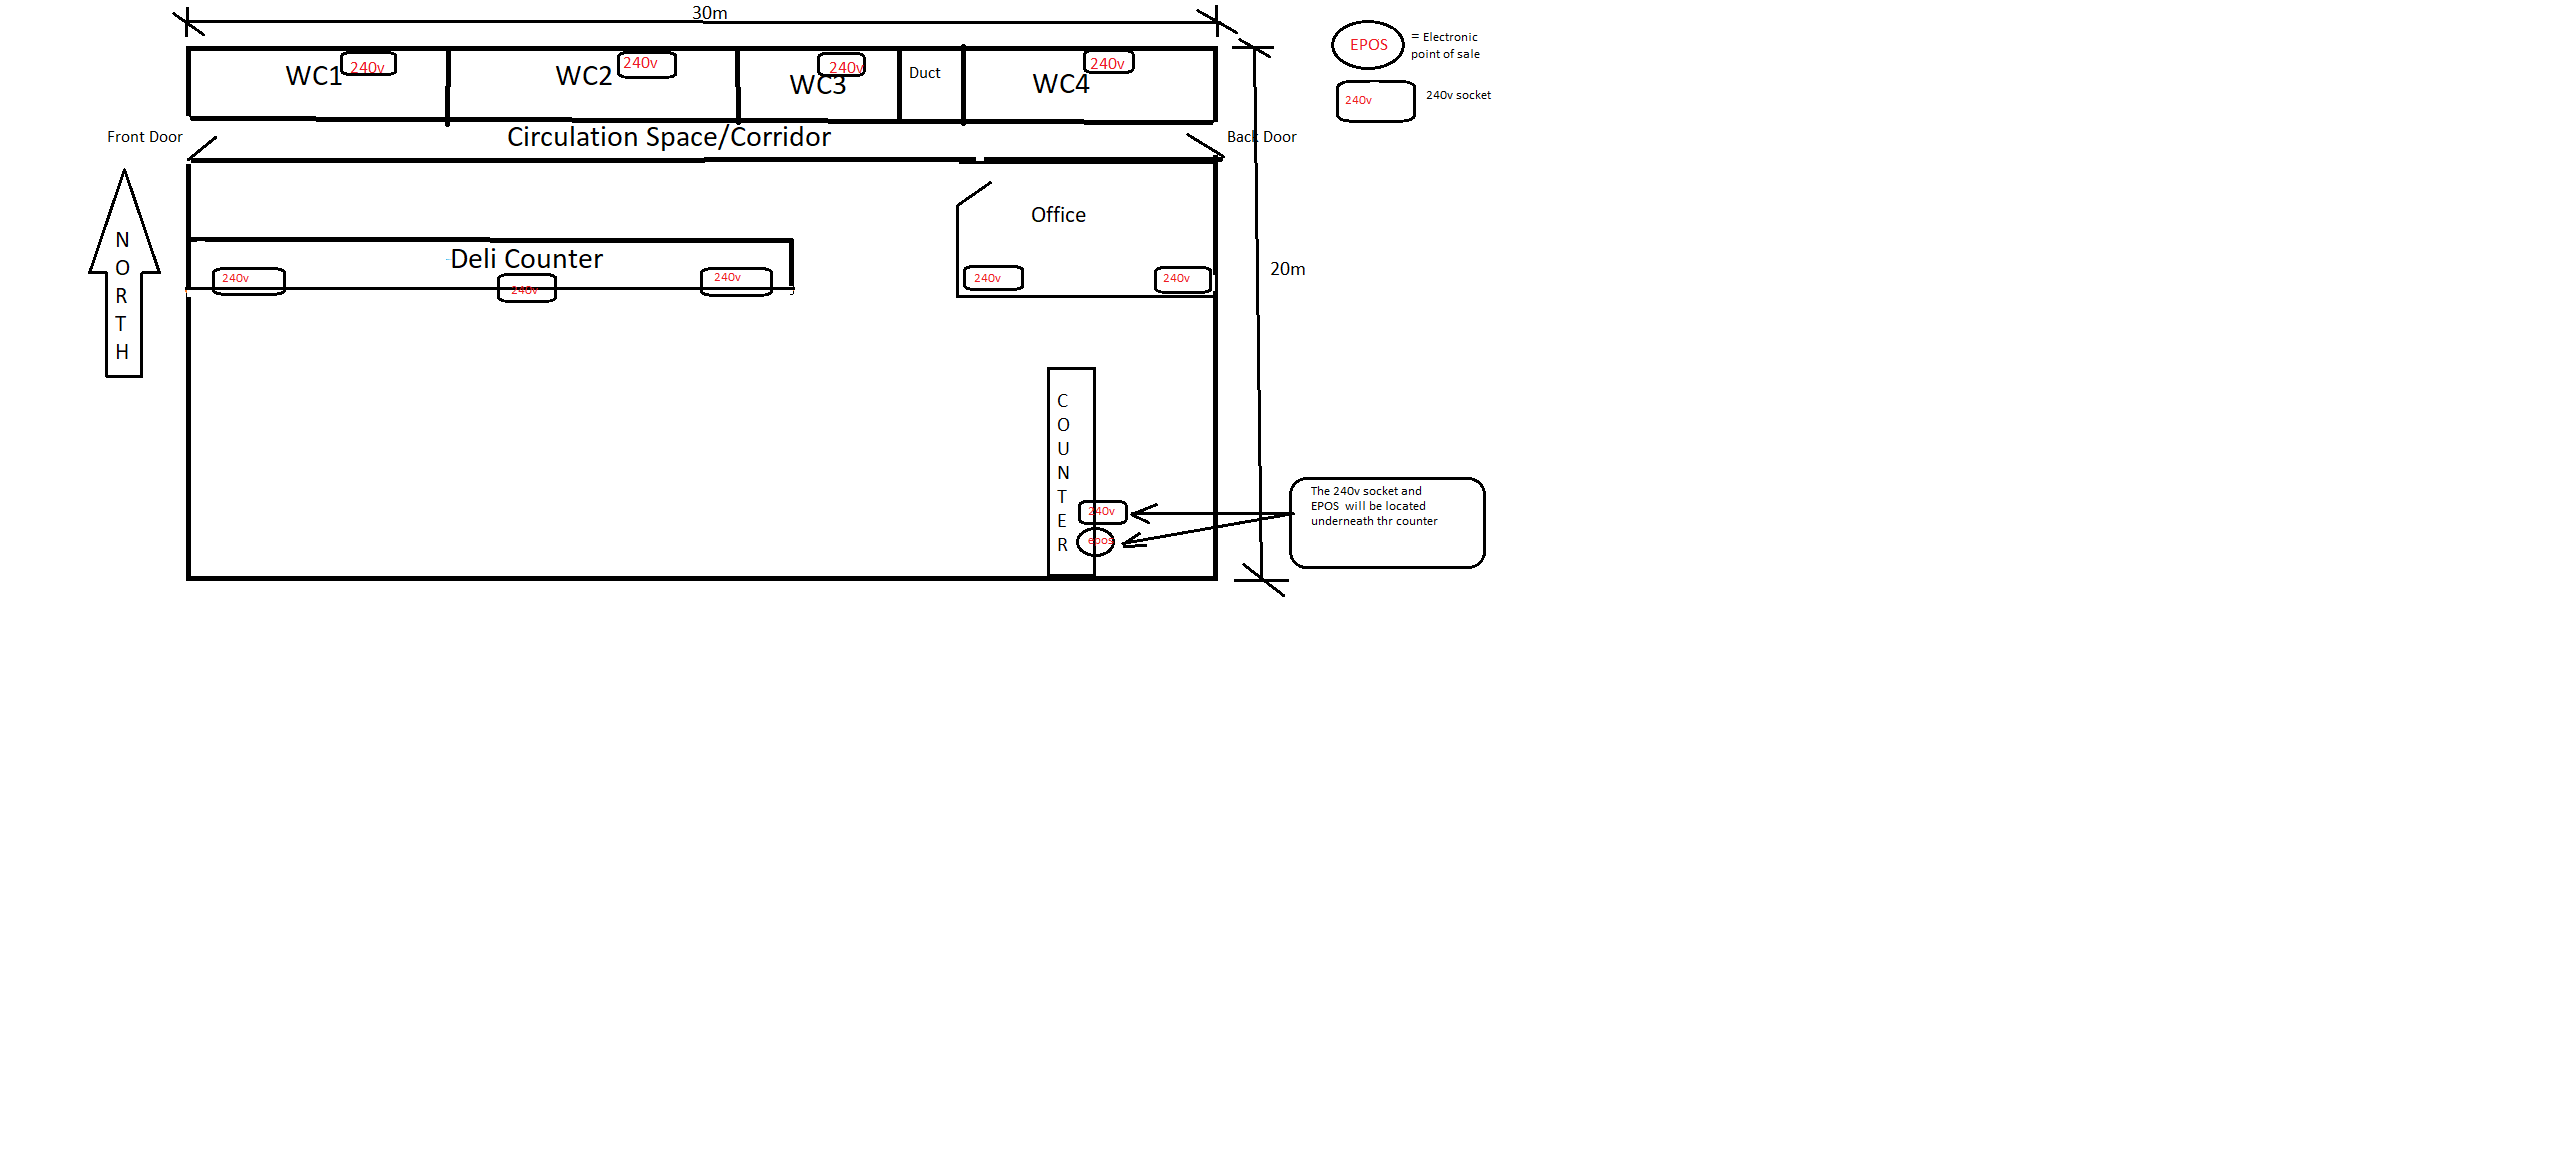 30m
EPOS
= Electronic
point of sale
WC1
240v
WC2
240v
WC3
240v
Duct
WC4
240v
240v
240v socket
Front Door
Circulation Space/Corridor
Back Door
Office
N
O
R
T
H
Deli Counter
240v
240v
240v
240v
240v
20m
C
O
U
N
T
E
R
240v
epos
The 240v socket and
EPOS will be located
underneath thr counter